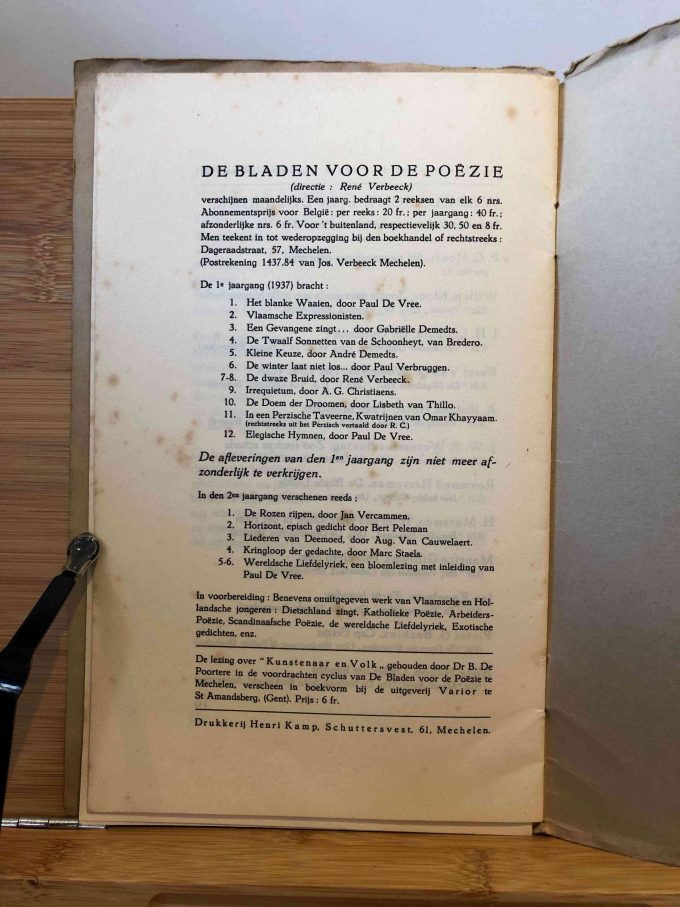 DE BLADEN VOOR DE POËZIE
(directie : René Verbeeck)
verschijnen maandelijks. Een jaarg. bedraagt 2 reeksen van elk 6 nrs.
Abonnementsprijs voor België : per reeks : 20 fr. ; per jaargang : 40 fr. ;
afzonderlijke nrs. 6 fr. Voor 't buitenland, respectievelijk 30, 50 en 8 fr.
Men teekent in tot wederopzegging bij den boekhandel of rechtstreeks :
Dageraadstraat, 57, Mechelen.
(Postrekening 1437.84 van Jos. Verbeeck Mechelen).
De 1e jaargang (1937) bracht :
1. Het blanke Waaien, door Paul De Vree.
2. Vlaamsche Expressionisten.
3. Een Gevangene zingt... door Gabriëlle Demedts.
4. De Twaalf Sonnetten van de Schoonheyt, van Bredero.
5. Kleine Keuze, door André Demedts.
6. De winter laat niet los... door Paul Verbruggen.
7-8. De dwaze Bruid, door René Verbeeck.
9. Irrequietum, door A. G. Christiaens.
10. De Doem der Droomen, door Lisbeth van Thillo.
11. In een Perzische Taveerne, Kwatrijnen van Omar Khayyaam.
(rechtstreeks uit het Perzisch vertaald door R. C.)
12. Elegische Hymnen, door Paul De Vree.
De afleveringen van den 1en jaargang zijn niet meer af-
zonderlijk te verkrijgen.
In den 2en jaargang verschenen reeds ;
1. De Rozen rijpen, door Jan Vercammen.
2. Horizont, episch gedicht door Bert Peleman
3. Liederen van Deemoed, door Aug. Van Cauwelaert.
4. Kringloop der gedachte, door Marc Staels.
5-6. Wereldsche Liefdelyriek, een bloemlezing met inleiding van
Paul De Vree.
In voorbereiding : Benevens onuitgegeven werk van Vlaamsche en Hol-
landsche jongeren : Dietschland zingt, Katholieke Poëzie, Arbeiders-
Poëzie, Scandinaafsche Poëzie, de wereldsche Liefdelyriek, Exotische
gedichten, enz.
De lezing over "Kunstenaar en Volk„ gehouden door Dr B. De
Poortere in de voordrachten cyclus van De Bladen voor de Poëzie te
Mechelen, verscheen in boekvorm bij de uitgeverij Varior te
St Amandsberg, (Gent). Prijs : 6 fr.
Drukkerij Henri Kamp, Schuttersvest, 61, Mechelen.